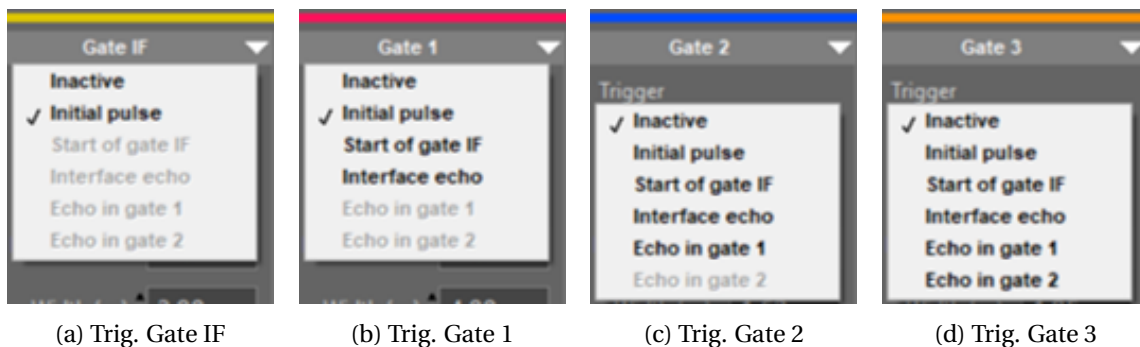 Gate IF
Inactive
✓ Initial pulse
Start of gate IF
Interface echo
Echo in gate 1
Echo in gate 2
(a) Trig. Gate IF
Gate 1
Inactive
✓ Initial pulse
Start of gate IF
Interface echo
Echo in gate 1
Echo in gate 2
(b) Trig. Gate 1
Gate 2
Trigger
✓ Inactive
Initial pulse
Start of gate IF
Interface echo
Echo in gate 1
Echo in gate 2
(c) Trig. Gate 2
Gate 3
Trigger
✓ Inactive
Initial pulse
Start of gate IF
Interface echo
Echo in gate 1
Echo in gate 2
(d) Trig. Gate 3